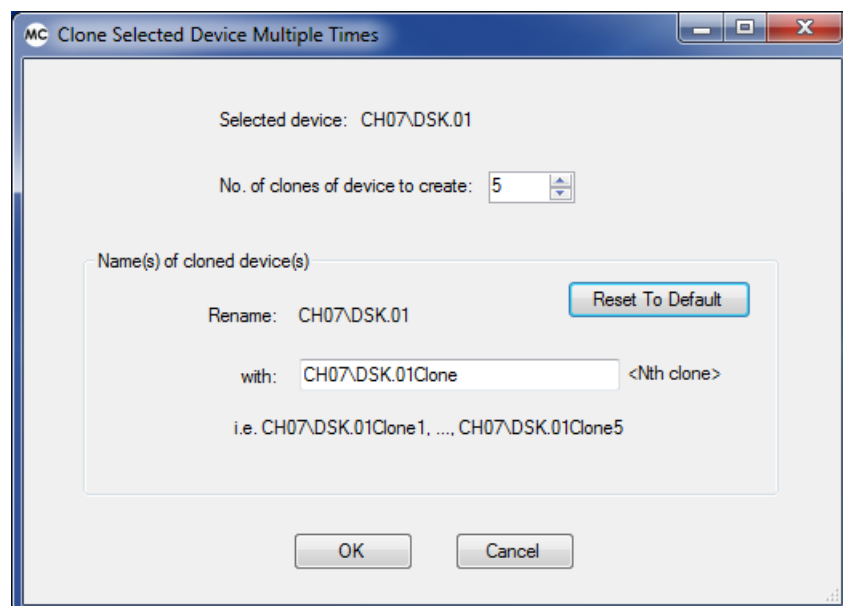 MC Clone Selected Device Multiple Times
Selected device: CH07\DSK.01
No. of clones of device to create: 5
Name(s) of cloned device(s)
Reset To Default
Rename: CH07\DSK.01
with: CH07\DSK.01Clone <Nth clone>
i.e. CH07\DSK.01Clone1, ..., CH07\DSK.01Clone5
OK Cancel